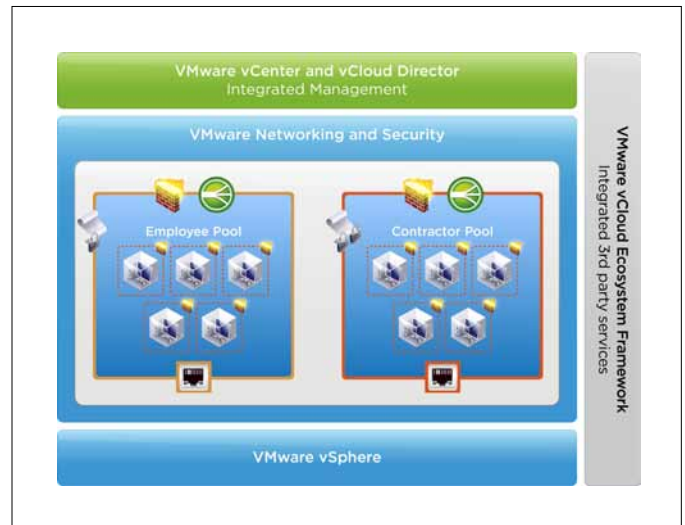 VMware vCenter and vCloud Director
Integrated Management
VMware Networking and Security
Employee Pool
Contractor Pool
VMware vSphere
VMware vCloud Ecosystem Framework
Integrated 3rd party services